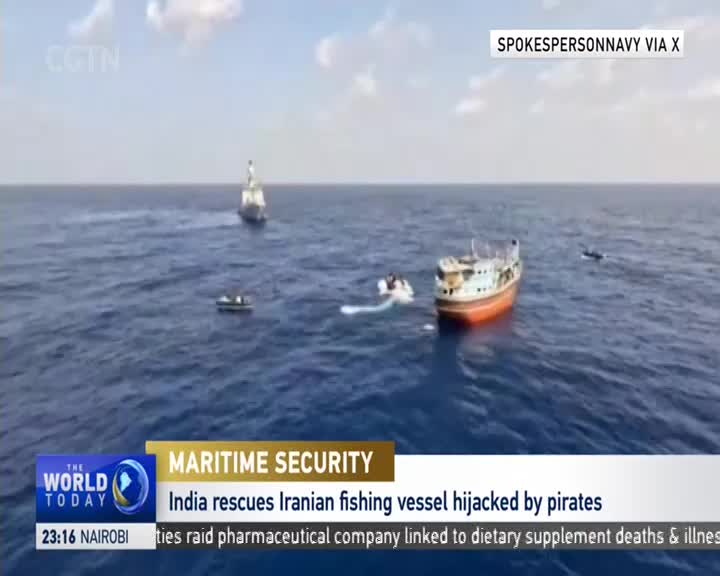 CGTN
SPOKESPERSONNAVY VIA X
MARITIME SECURITY
THE WORLD TODAY
India rescues Iranian fishing vessel hijacked by pirates
23:16 NAIROBI
ties raid pharmaceutical company linked to dietary supplement deaths & illnes